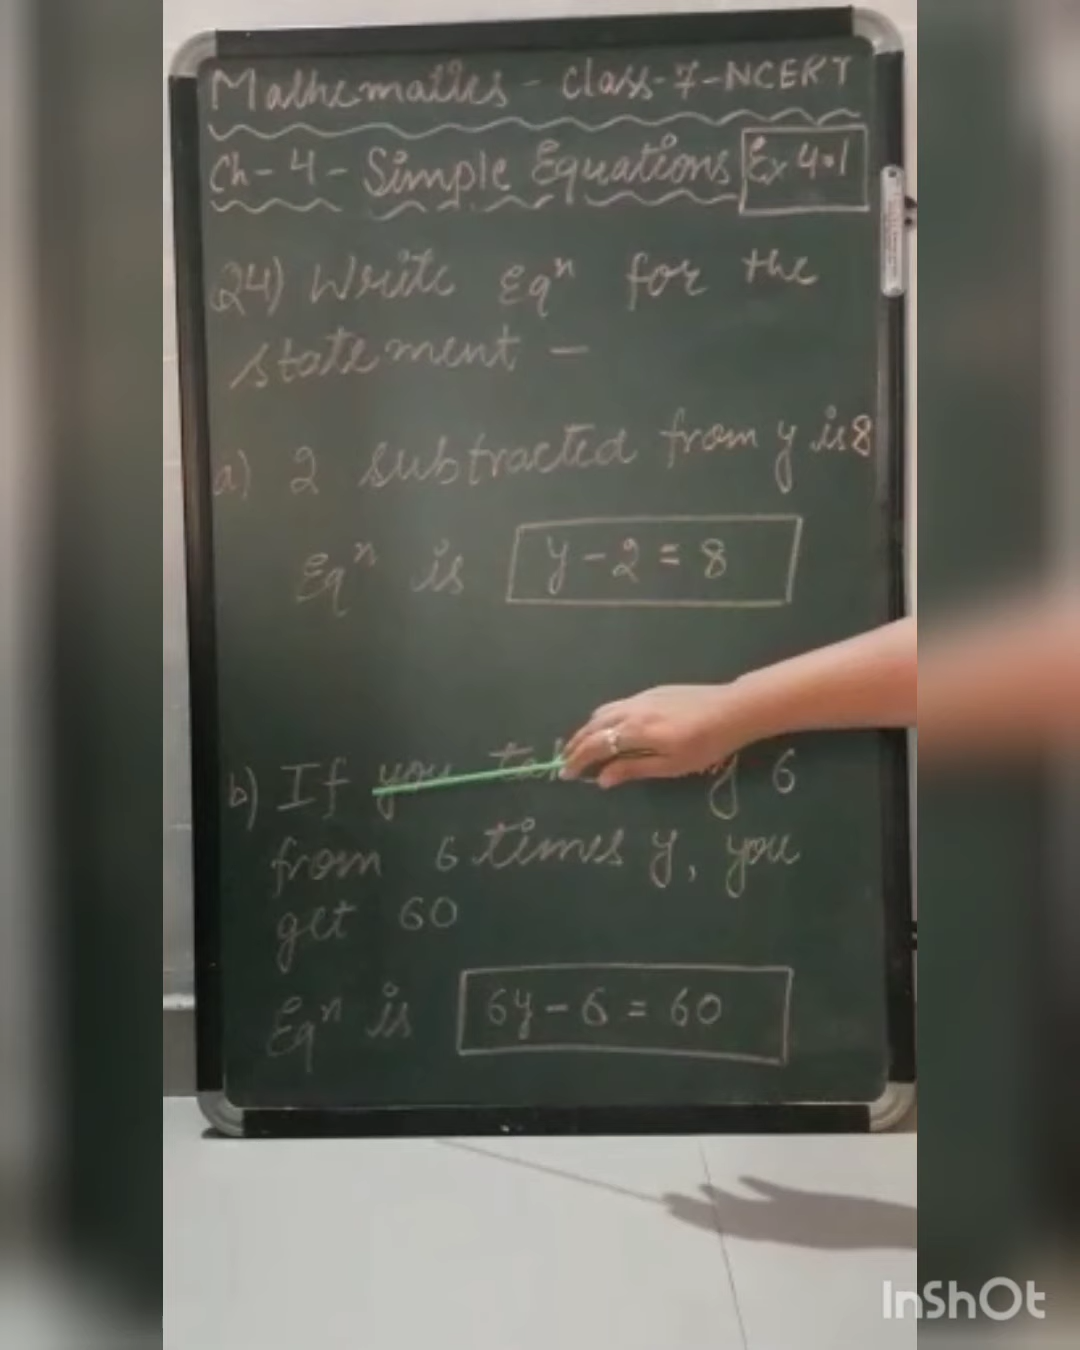 Mathematics - Class-7-NCERT
Ch-4- Simple Equations Ex 4.1
Q4) Write Eqⁿ for the
statement -
a) 2 subtracted from y is 8
Eqⁿ is y-2=8
b) If you 6
from 6 times y, you
get 60
Eqⁿ is 6y-6=60
InShOt